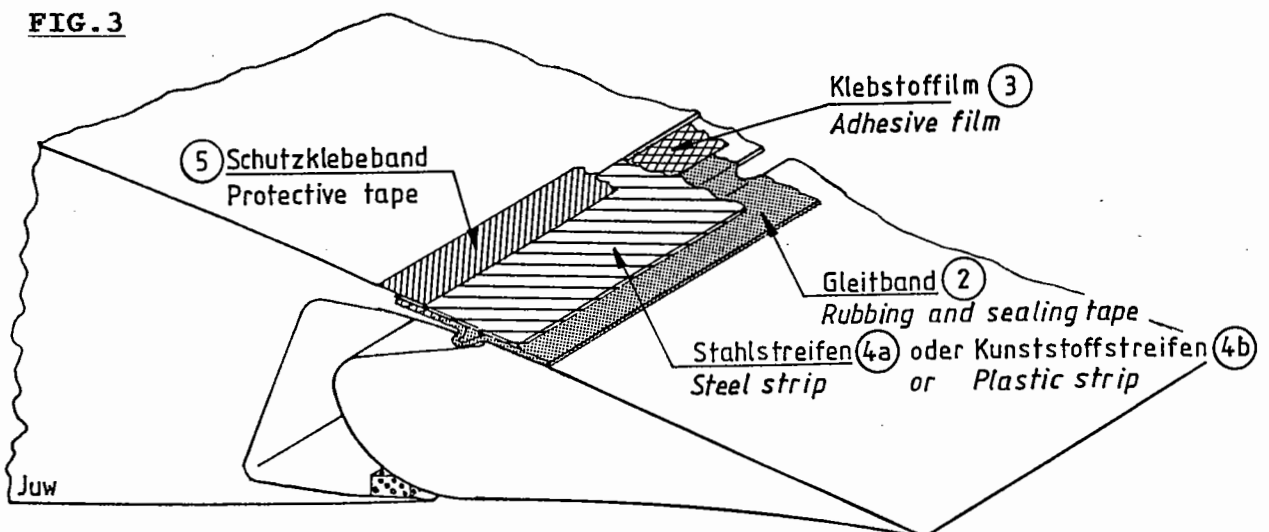 FIG.3
Klebstoffilm 3
Adhesive film
5 Schutzklebeband
Protective tape
Gleitband 2
Rubbing and sealing tape
Stahlstreifen 4a oder Kunststoffstreifen 4b
Steel strip or Plastic strip
Juw